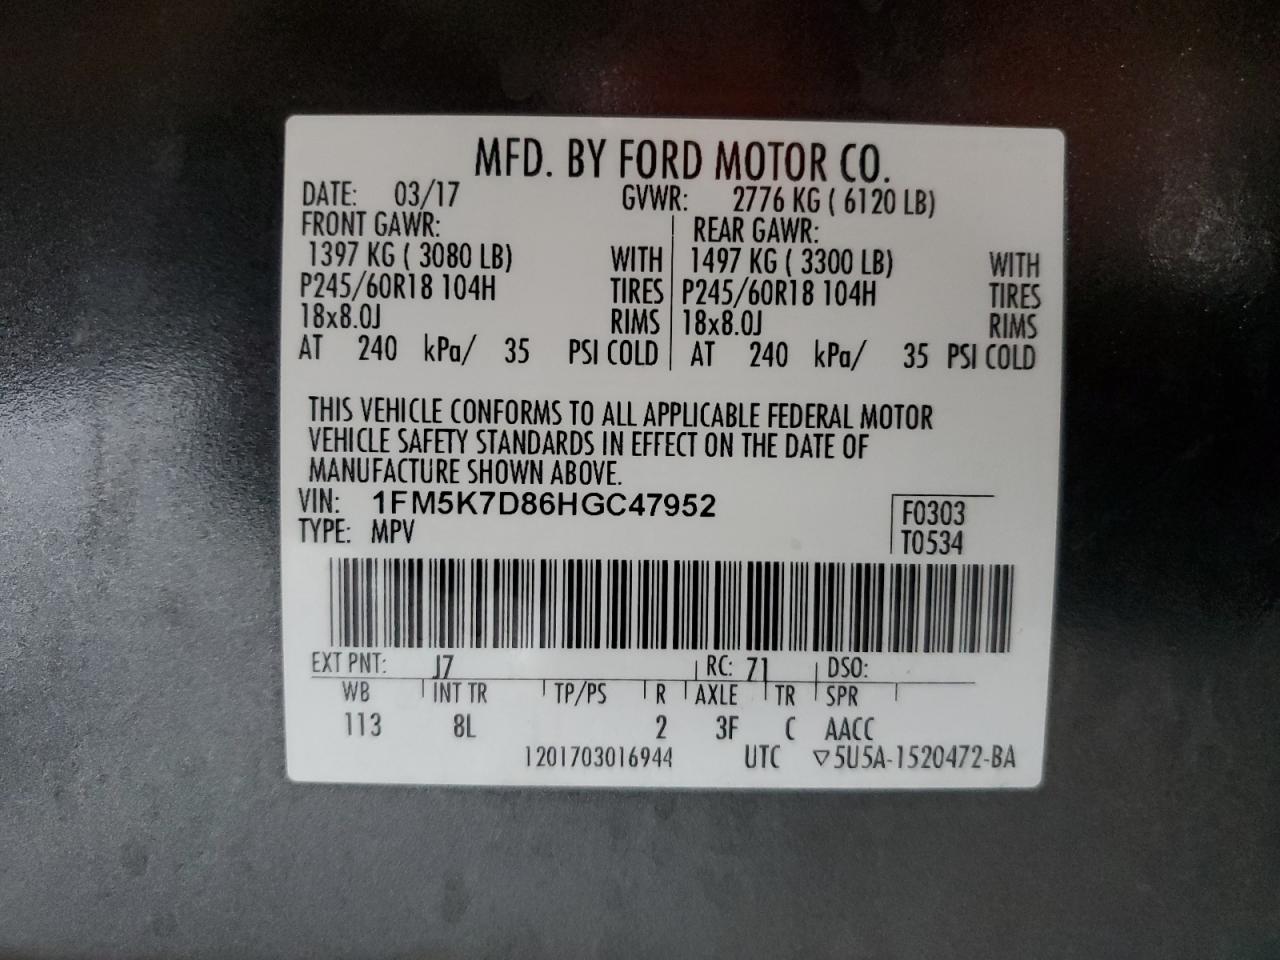 MFD. BY FORD MOTOR CO.
DATE: 03/17 GVWR: 2776 KG ( 6120 LB)
FRONT GAWR: REAR GAWR:
1397 KG ( 3080 LB) WITH 1497 KG ( 3300 LB) WITH
P245/60R18 104H TIRES P245/60R18 104H TIRES
18x8.0J RIMS 18x8.0J RIMS
AT 240 kPa/ 35 PSI COLD AT 240 kPa/ 35 PSI COLD
THIS VEHICLE CONFORMS TO ALL APPLICABLE FEDERAL MOTOR
VEHICLE SAFETY STANDARDS IN EFFECT ON THE DATE OF
MANUFACTURE SHOWN ABOVE.
VIN: 1FM5K7D86HGC47952 F0303
TYPE: MPV T0534
EXT PNT: J7 RC: 71 DSO:
WB INT TR TP/PS R AXLE TR SPR
113 8L 2 3F C AACC
1201703016944 UTC ▽5U5A-1520472-BA